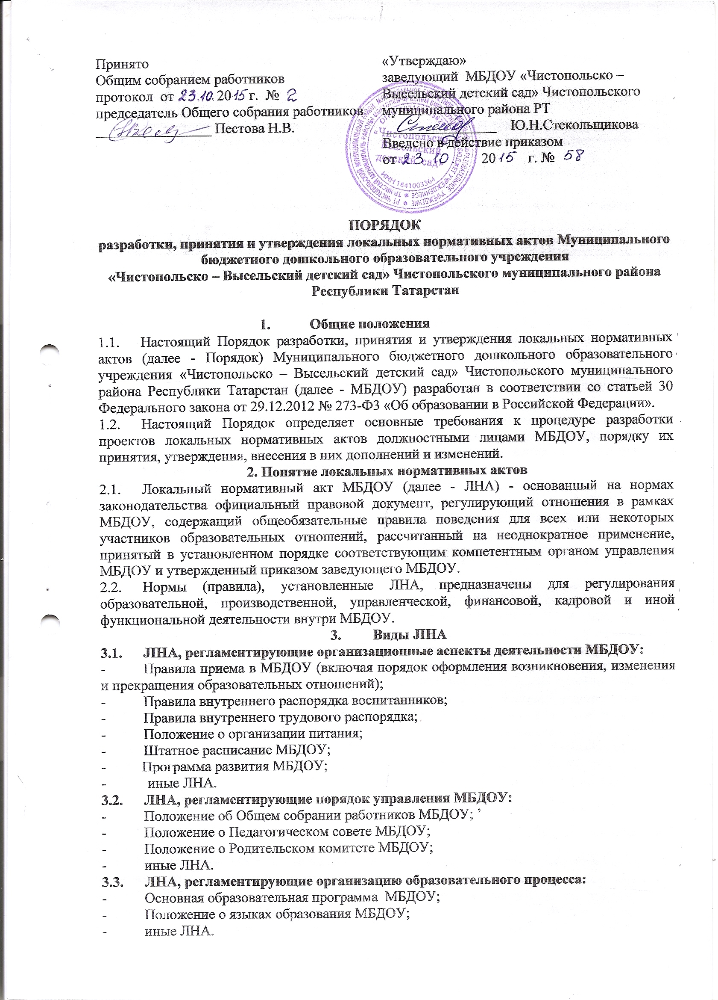 Принято
Общим собранием работников
протокол от 23.10. 2015 г. № 2
председатель Общего собрания работников
Пестова Н.В.
«Утверждаю»
заведующий МБДОУ «Чистопольско –
Высельский детский сад» Чистопольского
муниципального района РТ
Ю.Н.Стекольщикова
Введено в действие приказом
от 23 10. 2015 г. № 58
«Чистопольско
Высельский
детский сад»
ИНН 1641003364
ПОРЯДОК
разработки, принятия и утверждения локальных нормативных актов Муниципального
бюджетного дошкольного образовательного учреждения
«Чистопольско – Высельский детский сад» Чистопольского муниципального района
Республики Татарстан
1. Общие положения
1.1. Настоящий Порядок разработки, принятия и утверждения локальных нормативных
актов (далее - Порядок) Муниципального бюджетного дошкольного образовательного
учреждения «Чистопольско – Высельский детский сад» Чистопольского муниципального
района Республики Татарстан (далее - МБДОУ) разработан в соответствии со статьей 30
Федерального закона от 29.12.2012 № 273-ФЗ «Об образовании в Российской Федерации».
1.2. Настоящий Порядок определяет основные требования к процедуре разработки
проектов локальных нормативных актов должностными лицами МБДОУ, порядку их
принятия, утверждения, внесения в них дополнений и изменений.
2. Понятие локальных нормативных актов
2.1. Локальный нормативный акт МБДОУ (далее - ЛНА) - основанный на нормах
законодательства официальный правовой документ, регулирующий отношения в рамках
МБДОУ, содержащий общеобязательные правила поведения для всех или некоторых
участников образовательных отношений, рассчитанный на неоднократное применение,
принятый в установленном порядке соответствующим компетентным органом управления
МБДОУ и утвержденный приказом заведующего МБДОУ.
2.2. Нормы (правила), установленные ЛНА, предназначены для регулирования
образовательной, производственной, управленческой, финансовой, кадровой и иной
функциональной деятельности внутри МБДОУ.
3. Виды ЛНА
3.1. ЛНА, регламентирующие организационные аспекты деятельности МБДОУ:
- Правила приема в МБДОУ (включая порядок оформления возникновения, изменения
и прекращения образовательных отношений);
- Правила внутреннего распорядка воспитанников;
- Правила внутреннего трудового распорядка;
- Положение о организации питания;
- Штатное расписание МБДОУ;
- Программа развития МБДОУ;
- иные ЛНА.
3.2. ЛНА, регламентирующие порядок управления МБДОУ:
- Положение об Общем собрании работников МБДОУ;
- Положение о Педагогическом совете МБДОУ;
- Положение о Родительском комитете МБДОУ;
- иные ЛНА.
3.3. ЛНА, регламентирующие организацию образовательного процесса:
- Основная образовательная программа МБДОУ;
- Положение о языках образования МБДОУ;
- иные ЛНА.